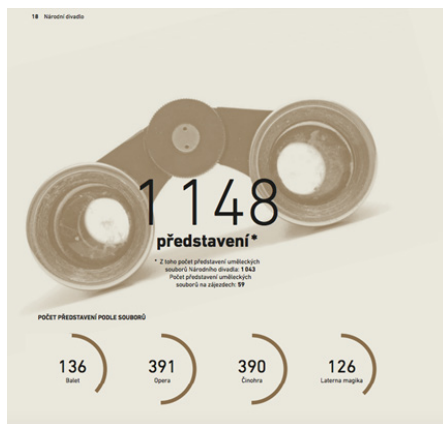 18 Národní divadlo
1 148
představení*
* Z toho počet představení uměleckých
souborů Národního divadla: 1 043
Počet představení uměleckých
souborů na zájezdech: 59
POČET PŘEDSTAVENÍ PODLE SOUBORŮ
136 391 390 126
Balet Opera Činohra Laterna magika